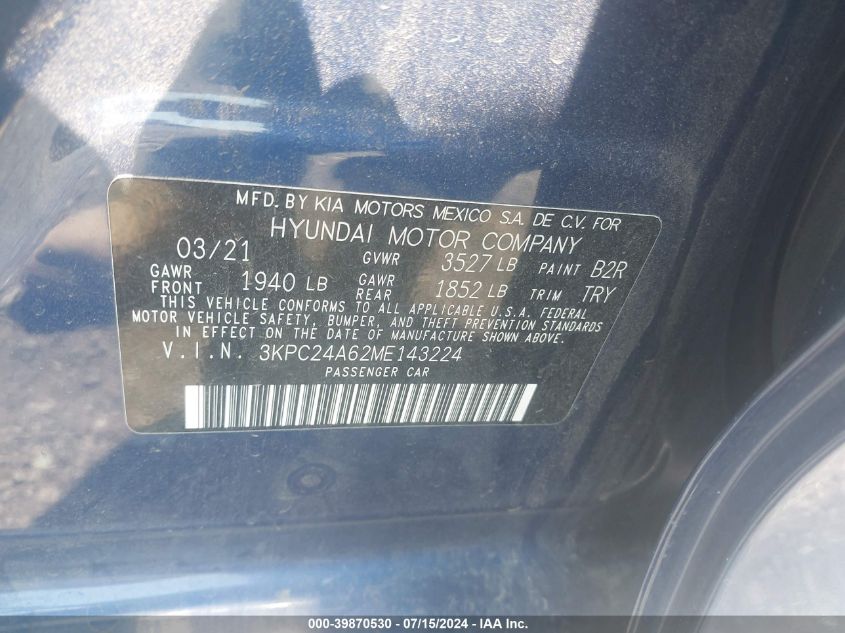 MFD. BY KIA MOTORS MEXICO S.A. DE C.V. FOR
HYUNDAI MOTOR COMPANY
03/21 GVWR 3527 LB PAINT B2R
GAWR FRONT 1940 LB GAWR REAR 1852 LB TRIM TRY
THIS VEHICLE CONFORMS TO ALL APPLICABLE U.S.A. FEDERAL
MOTOR VEHICLE SAFETY, BUMPER, AND THEFT PREVENTION STANDARDS
IN EFFECT ON THE DATE OF MANUFACTURE SHOWN ABOVE.
V.I.N. 3KPC24A62ME143224
PASSENGER CAR
000-39870530 - 07/15/2024 - IAA Inc.